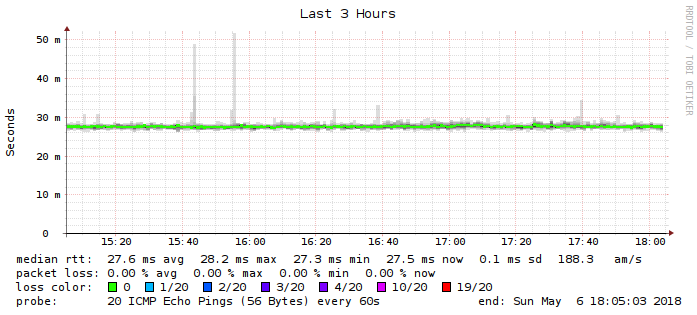 Last 3 Hours
RRDTOOL / TOBI OETIKER
Seconds
50 m
40 m
30 m
20 m
10 m
0
15:20 15:40 16:00 16:20 16:40 17:00 17:20 17:40 18:00
median rtt: 27.6 ms avg 28.2 ms max 27.3 ms min 27.5 ms now 0.1 ms sd 188.3 am/s
packet loss: 0.00 % avg 0.00 % max 0.00 % min 0.00 % now
loss color: 0 1/20 2/20 3/20 4/20 10/20 19/20
probe: 20 ICMP Echo Pings (56 Bytes) every 60s end: Sun May 6 18:05:03 2018